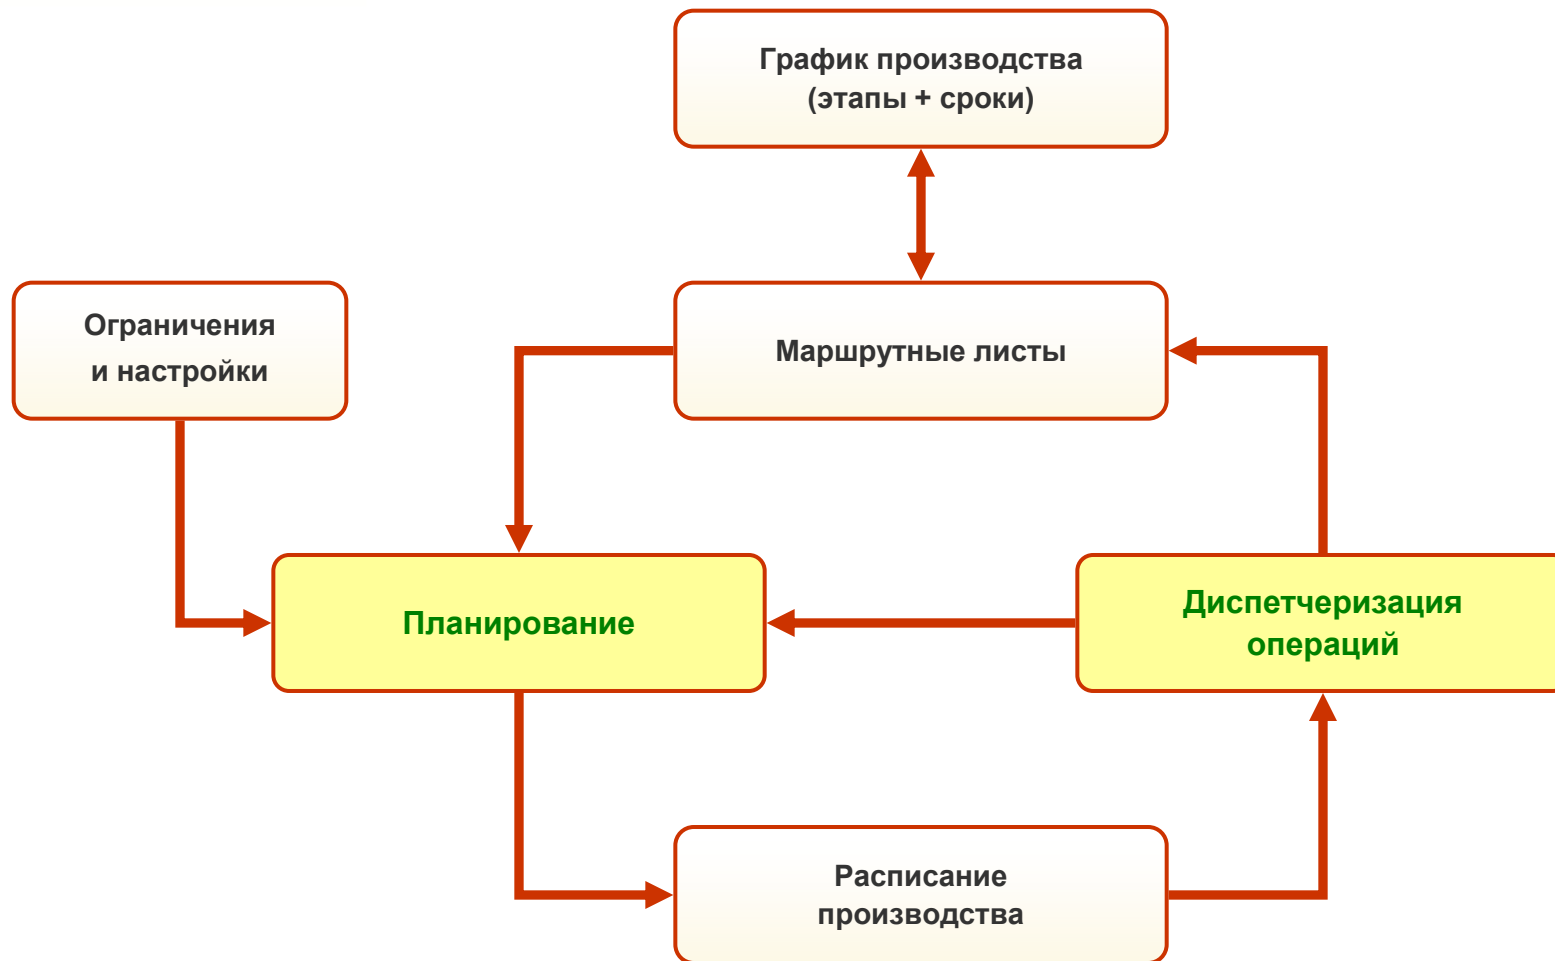 График производства
(этапы + сроки)
Ограничения
и настройки
Маршрутные листы
Планирование
Диспетчеризация
операций
Расписание
производства